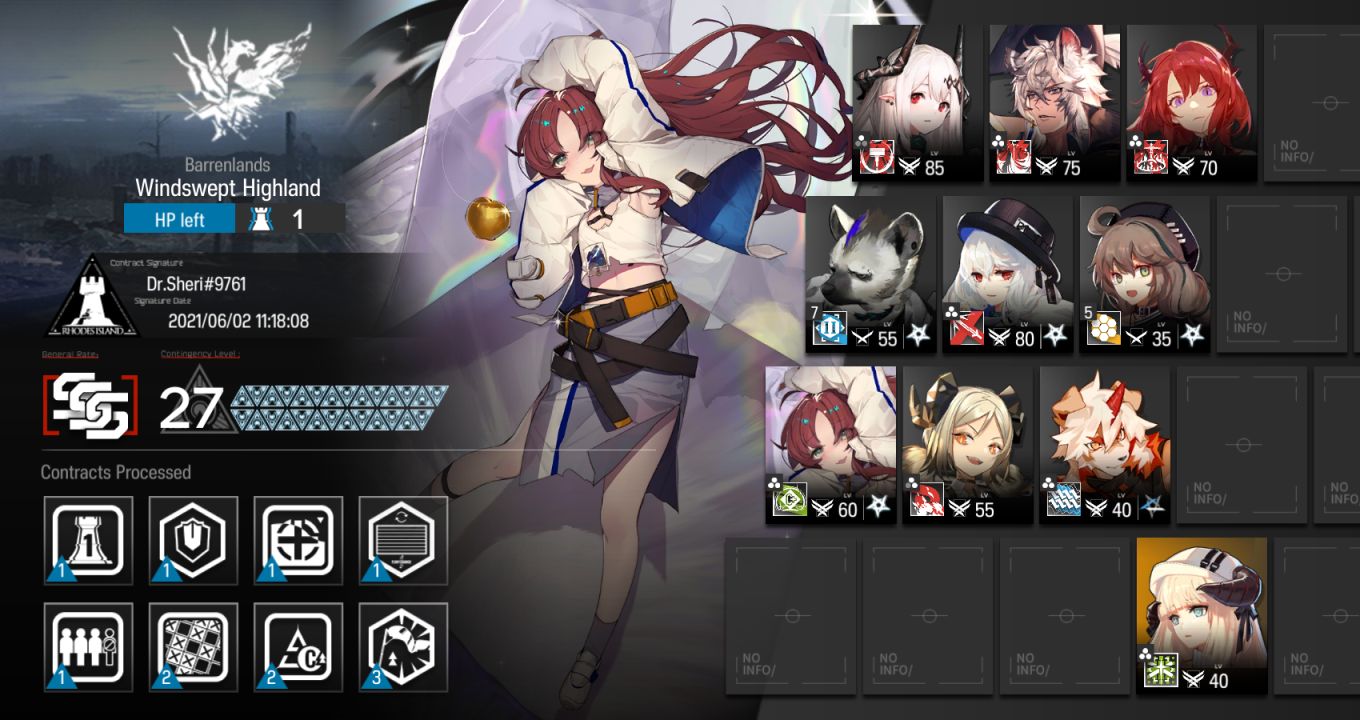 Barrenlands
Windswept Highland
HP left 1
Contract Signature
Dr.Sheri#9761
Signature Date
2021/06/02 11:18:08
RHODES ISLAND
General Rate:
Contingency Level :
27
Contracts Processed
1
1 1 1 1
1 2 2 3
LV 85 LV 75 LV 70 NO INFO/
7 11 LV 55 LV 80 5 LV 35 NO INFO/
LV 60 LV 55 LV 40 NO INFO/ NO INFO/
NO INFO/ NO INFO/ NO INFO/ LV 40 NO INFO/